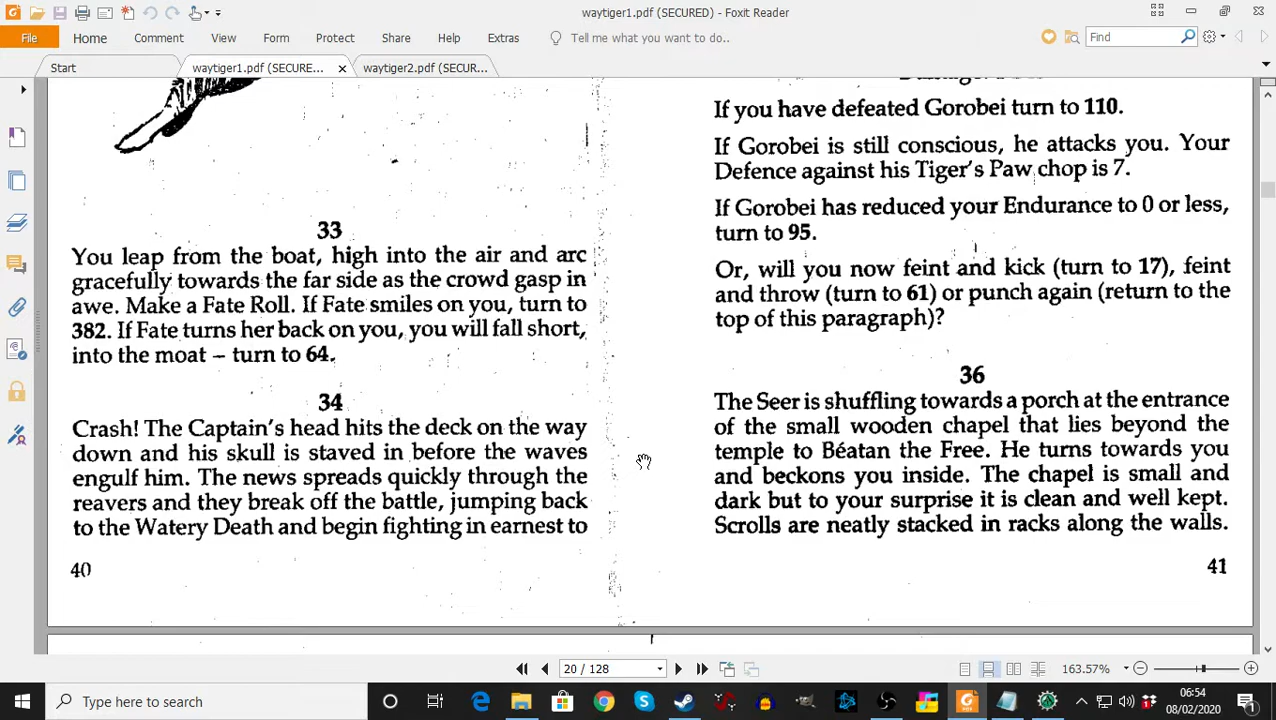 waytiger1.pdf (SECURED) - Foxit Reader
File
Home
Comment
View
Form
Protect
Share
Help
Extras
Tell me what you want to do..
Find
Start
waytiger1.pdf (SECURE...
waytiger2.pdf (SECUR...
33
You leap from the boat, high into the air and arc
gracefully towards the far side as the crowd gasp in
awe. Make a Fate Roll. If Fate smiles on you, turn to
382. If Fate turns her back on you, you will fall short,
into the moat – turn to 64.
34
Crash! The Captain's head hits the deck on the way
down and his skull is staved in before the waves
engulf him. The news spreads quickly through the
reavers and they break off the battle, jumping back
to the Watery Death and begin fighting in earnest to
40
If you have defeated Gorobei turn to 110.
If Gorobei is still conscious, he attacks you. Your
Defence against his Tiger's Paw chop is 7.
If Gorobei has reduced your Endurance to 0 or less,
turn to 95.
Or, will you now feint and kick (turn to 17), feint
and throw (turn to 61) or punch again (return to the
top of this paragraph)?
36
The Seer is shuffling towards a porch at the entrance
of the small wooden chapel that lies beyond the
temple to Béatan the Free. He turns towards you
and beckons you inside. The chapel is small and
dark but to your surprise it is clean and well kept.
Scrolls are neatly stacked in racks along the walls.
41
20 / 128
163.57%
Type here to search
06:54
08/02/2020